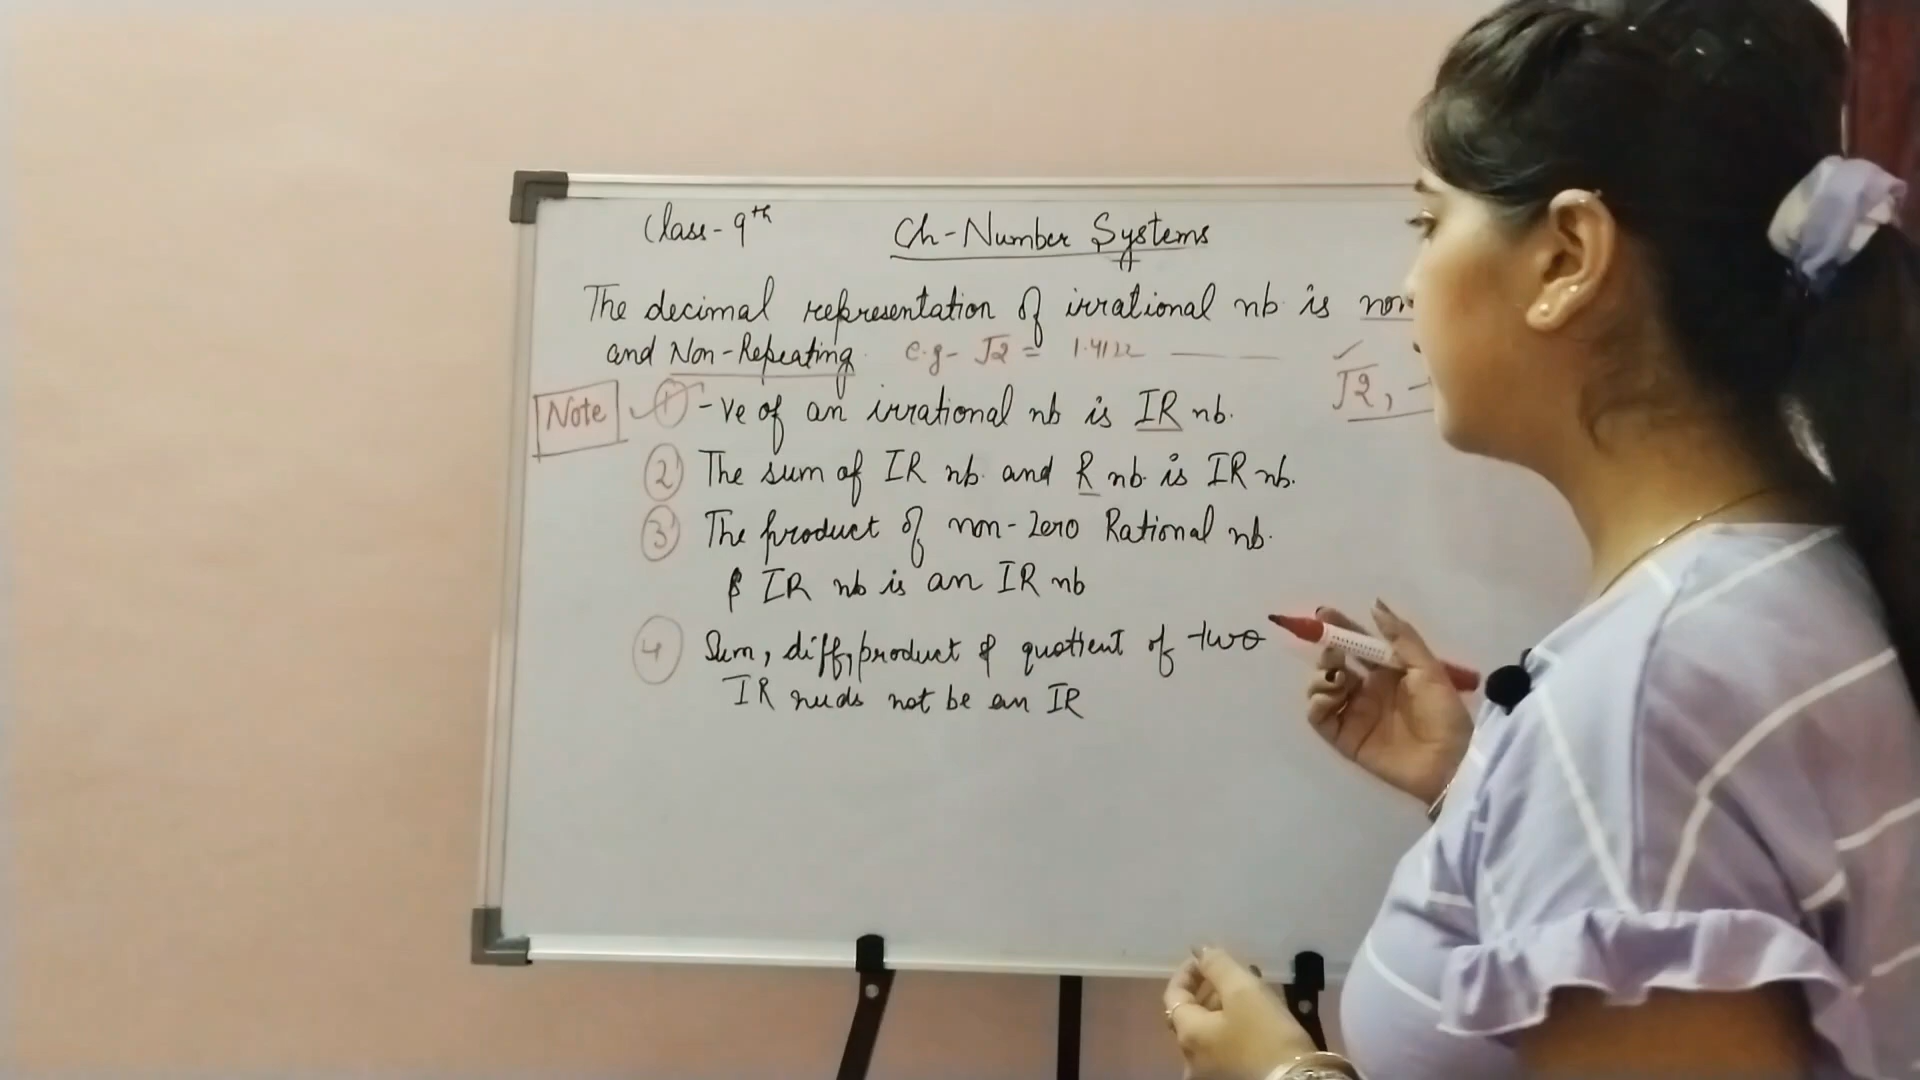 Class-9th
Ch-Number Systems
The decimal representation of irrational nb. is non
and Non-Repeating. e.g- √2 = 1.4122
√2, -
Note ① -ve of an irrational nb is IR nb.
② The sum of IR nb. and R nb. is IR nb.
③ The product of non-zero Rational nb.
& IR nb is an IR nb
④ Sum, diff, product & quotient of two
IR needs not be an IR